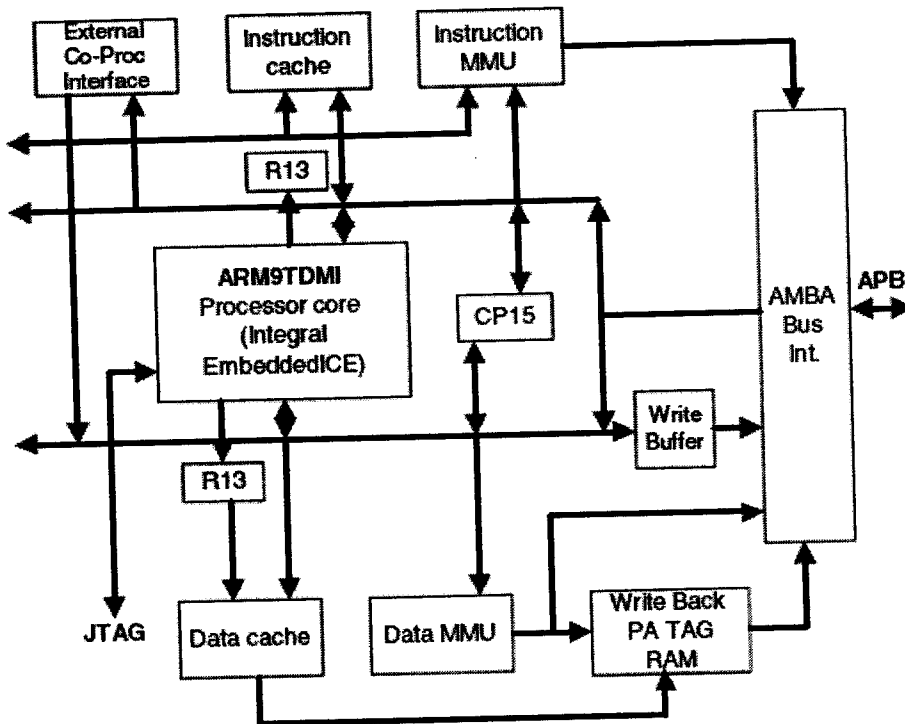 External
Co-Proc
Interface
Instruction
cache
Instruction
MMU
R13
ARM9TDMI
Processor core
(Integral
EmbeddedICE)
CP15
AMBA
Bus
Int.
APB
Write
Buffer
R13
JTAG
Data cache
Data MMU
Write Back
PA TAG
RAM